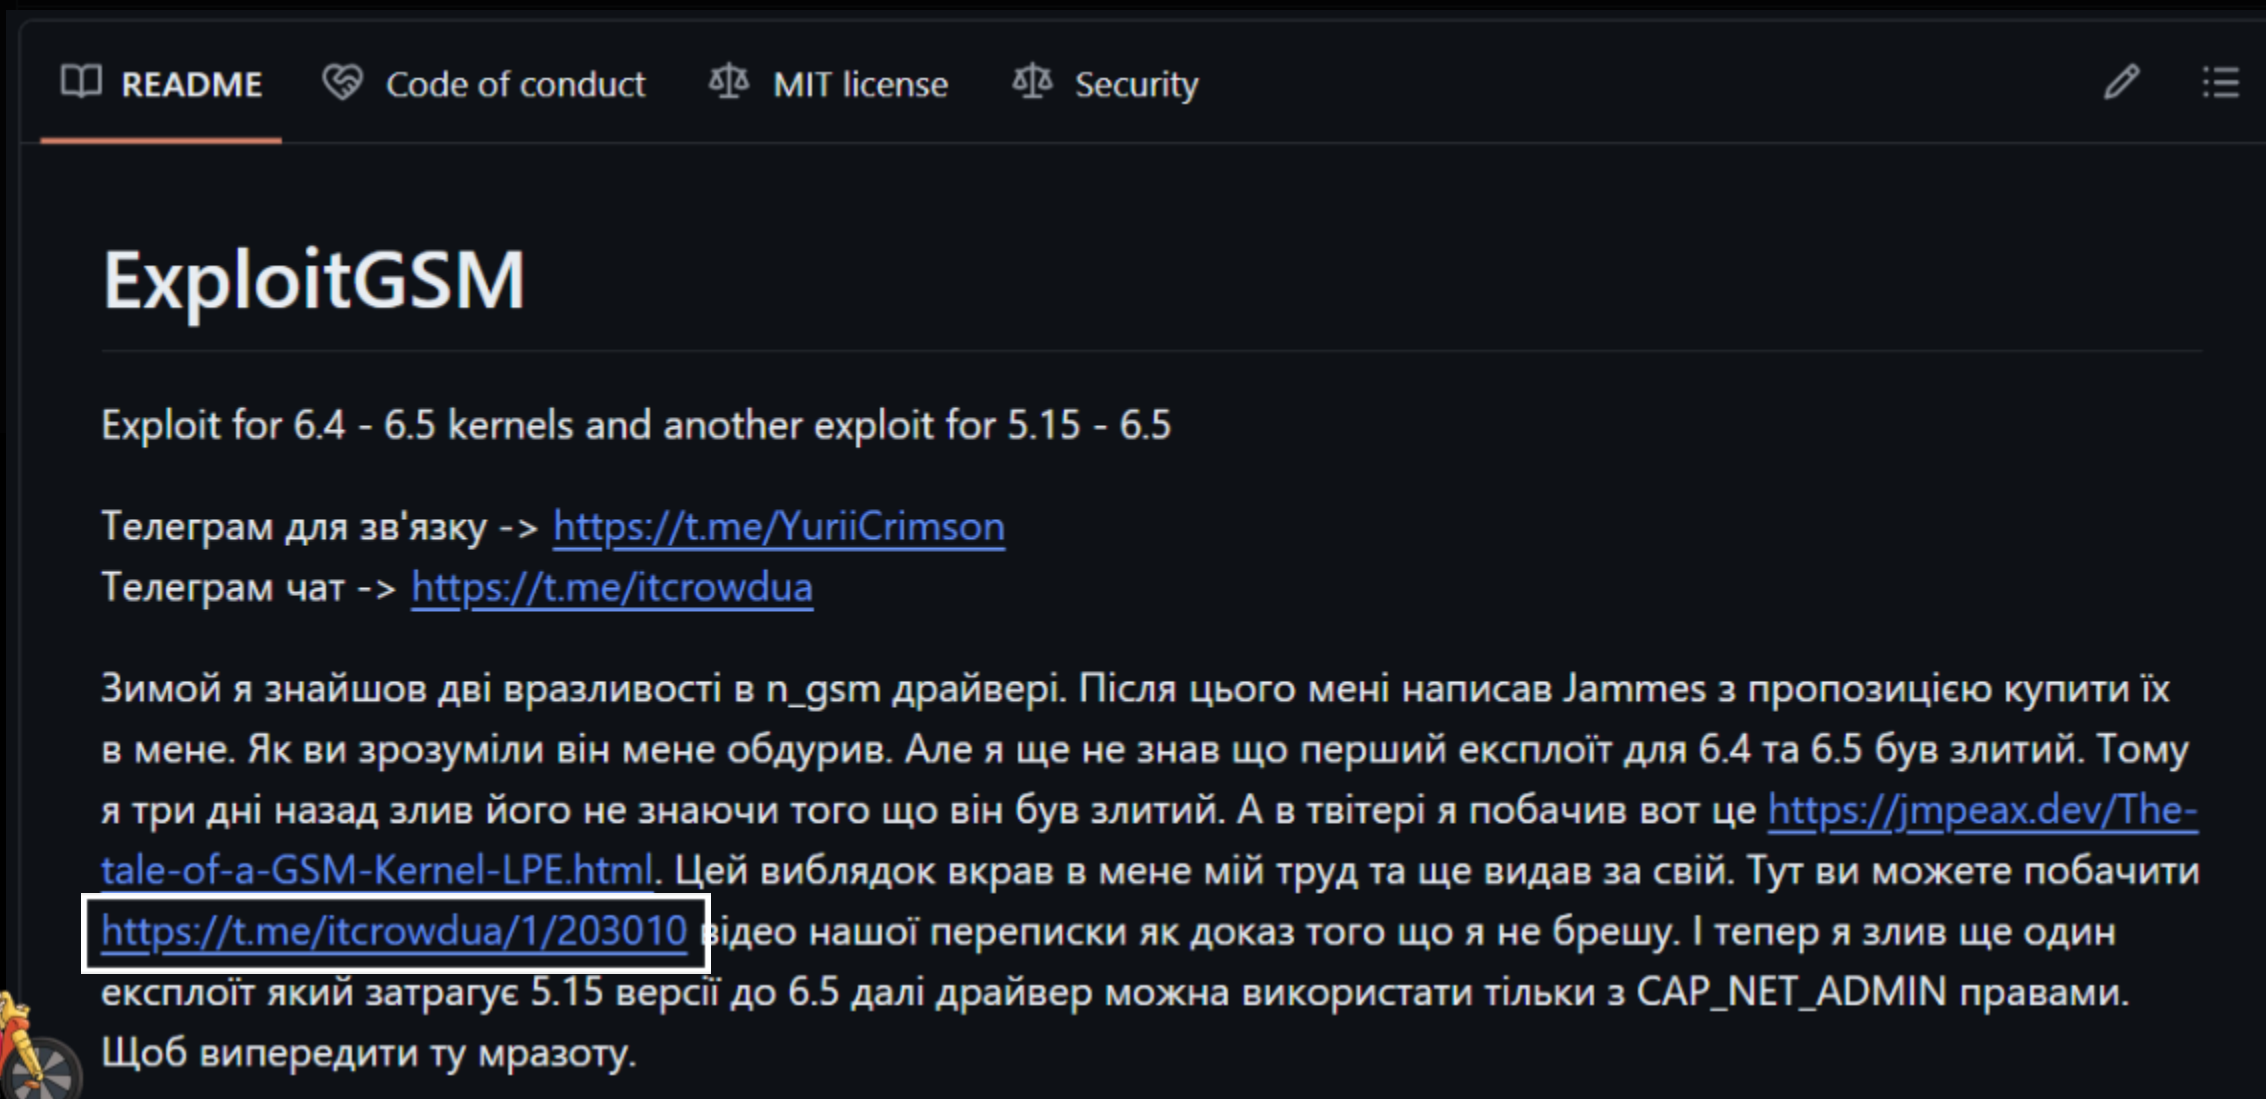 README Code of conduct MIT license Security
ExploitGSM
Exploit for 6.4 - 6.5 kernels and another exploit for 5.15 - 6.5
Телеграм для зв'язку -> https://t.me/YuriiCrimson
Телеграм чат -> https://t.me/itcrowdua
Зимой я знайшов дві вразливості в n_gsm драйвері. Після цього мені написав Jammes з пропозицією купити їх
в мене. Як ви зрозуміли він мене обдурив. Але я ще не знав що перший експлоїт для 6.4 та 6.5 був злитий. Тому
я три дні назад злив його не знаючи того що він був злитий. А в твітері я побачив вот це https://jmpeax.dev/The-
tale-of-a-GSM-Kernel-LPE.html. Цей виблядок вкрав в мене мій труд та ще видав за свій. Тут ви можете побачити
https://t.me/itcrowdua/1/203010 відео нашої переписки як доказ того що я не брешу. І тепер я злив ще один
експлоїт який затрагує 5.15 версії до 6.5 далі драйвер можна використати тільки з CAP_NET_ADMIN правами.
Щоб випередити ту мразоту.